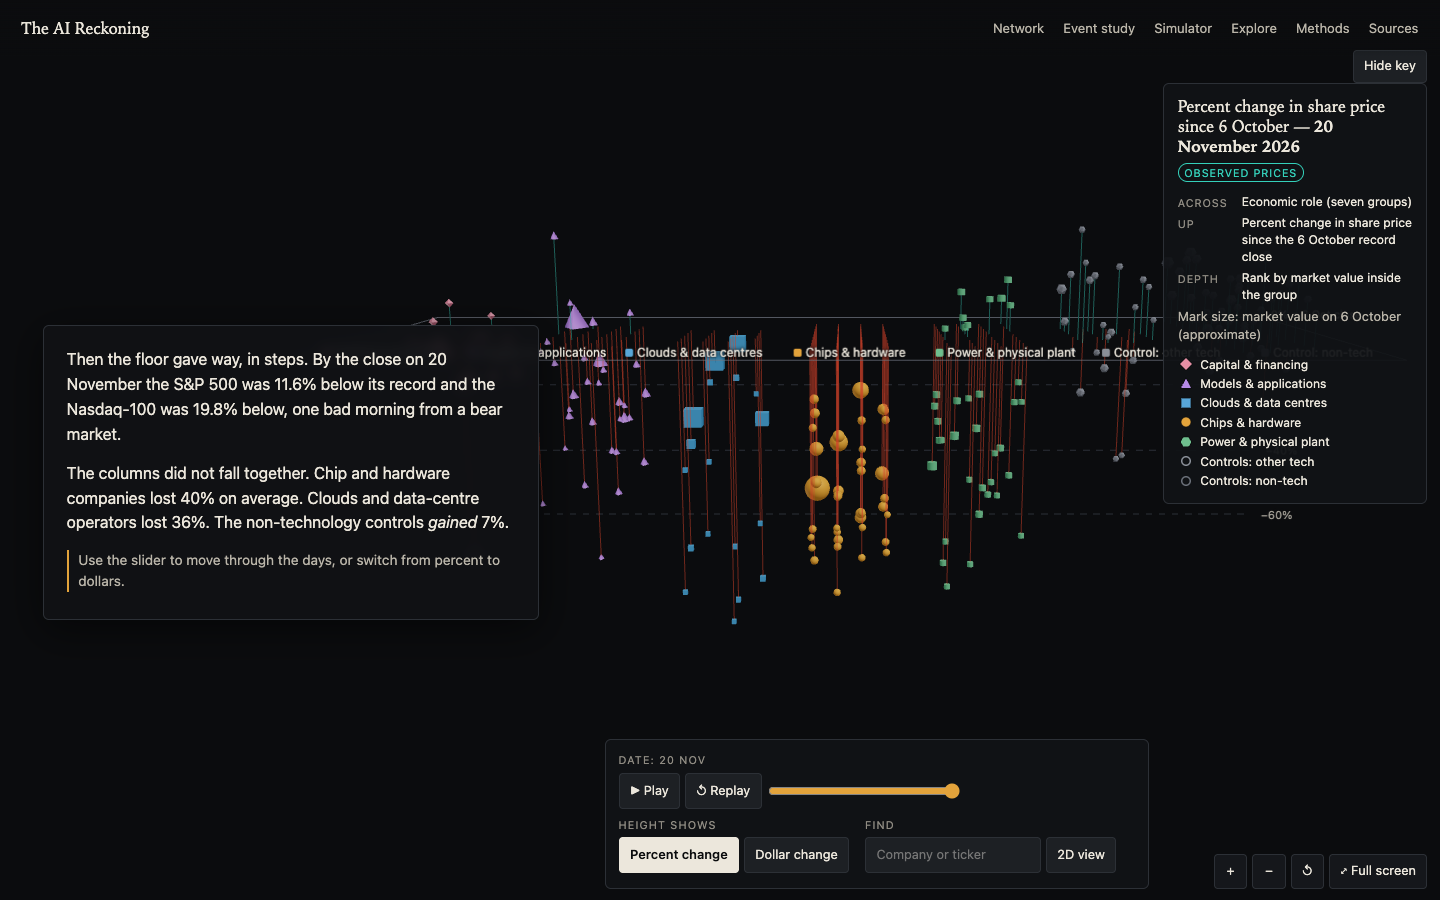 The AI Reckoning
Network
Event study
Simulator
Explore
Methods
Sources
Hide key
Percent change in share price
since 6 October — 20
November 2026
OBSERVED PRICES
ACROSS
Economic role (seven groups)
UP
Percent change in share price
since the 6 October record
close
DEPTH
Rank by market value inside
the group
Mark size: market value on 6 October
(approximate)
Capital & financing
Models & applications
Clouds & data centres
Chips & hardware
Power & physical plant
Controls: other tech
Controls: non-tech
applications
Clouds & data centres
Chips & hardware
Power & physical plant
Control: other tech
Control: non-tech
−60%
Then the floor gave way, in steps. By the close on 20
November the S&P 500 was 11.6% below its record and the
Nasdaq-100 was 19.8% below, one bad morning from a bear
market.
The columns did not fall together. Chip and hardware
companies lost 40% on average. Clouds and data-centre
operators lost 36%. The non-technology controls gained 7%.
Use the slider to move through the days, or switch from percent to
dollars.
DATE: 20 NOV
Play
Replay
HEIGHT SHOWS
Percent change
Dollar change
FIND
Company or ticker
2D view
+
−
Full screen